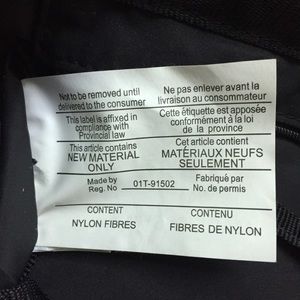 Not to be removed until
delivered to the consumer
Ne pas enlever avant la
livraison au consommateur
This label is affixed in
compliance with
Provincial law
Cette étiquette est apposée
conformément à la loi
de la province
This article contains
NEW MATERIAL
ONLY
Cet article contient
MATÉRIAUX NEUFS
SEULEMENT
Made by
Reg. No
01T-91502
Fabriqué par
No. de permis
CONTENT
CONTENU
NYLON FIBRES
FIBRES DE NYLON